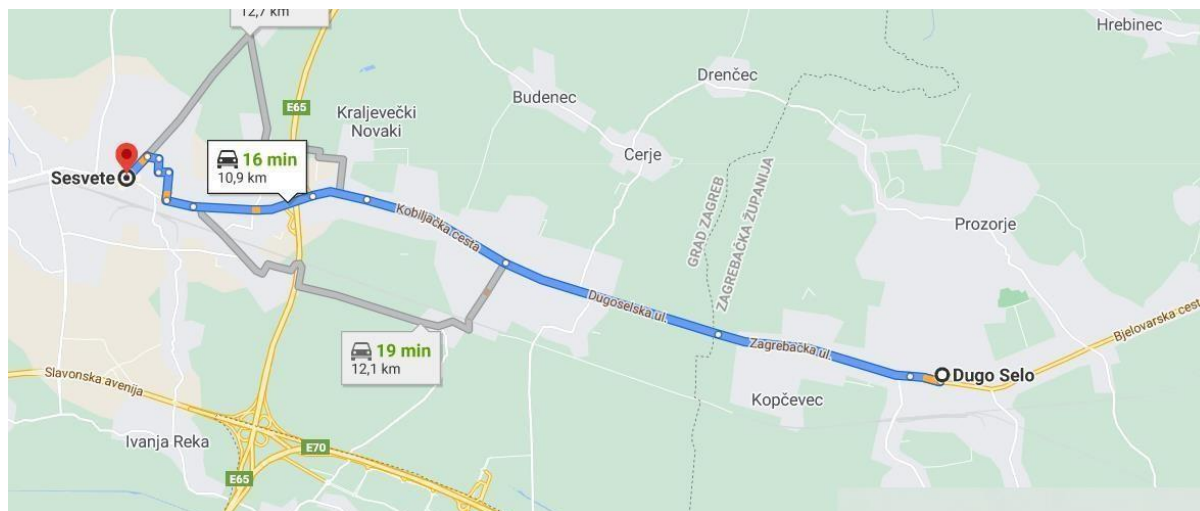 12,7 km
Hrebinec
Drenčec
E65
Budenec
Kraljevečki
Novaki
Cerje
16 min
10,9 km
Sesvete
GRAD ZAGREB
ZAGREBAČKA ŽUPANIJA
Kobiljačka cesta
Prozorje
Dugoselska ul.
Bjelovarska cest
19 min
12,1 km
Zagrebačka ul.
Dugo Selo
Slavonska avenija
Kopčevec
Ivanja Reka
E70
E65